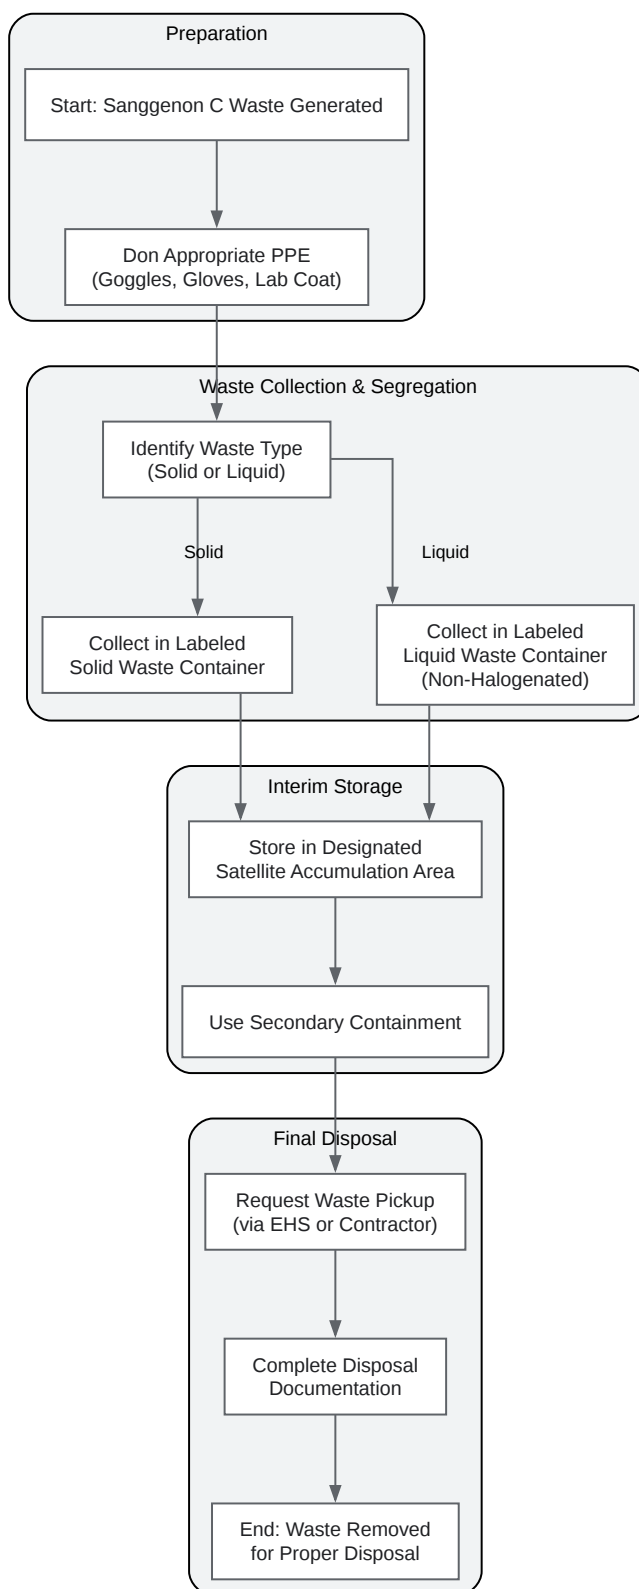 Preparation
Start: Sanggenon C Waste Generated
Don Appropriate PPE
(Goggles, Gloves, Lab Coat)
Waste Collection & Segregation
Identify Waste Type
(Solid or Liquid)
Solid
Liquid
Collect in Labeled
Solid Waste Container
Collect in Labeled
Liquid Waste Container
(Non-Halogenated)
Interim Storage
Store in Designated
Satellite Accumulation Area
Use Secondary Containment
Final Disposal
Request Waste Pickup
(via EHS or Contractor)
Complete Disposal
Documentation
End: Waste Removed
for Proper Disposal